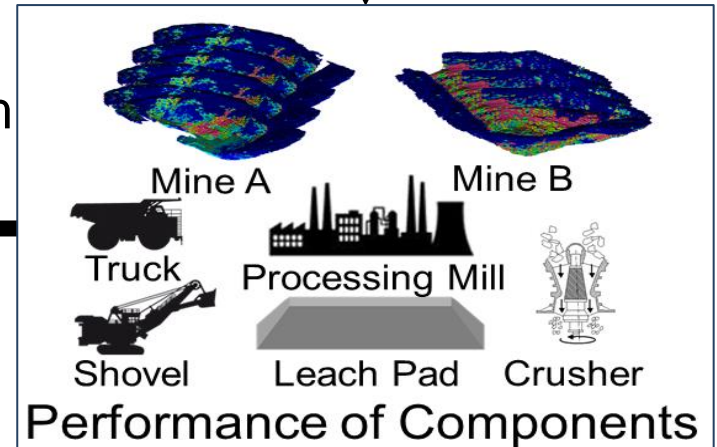 n
Mine A
Mine B
Truck
Processing Mill
Shovel
Leach Pad
Crusher
Performance of Components